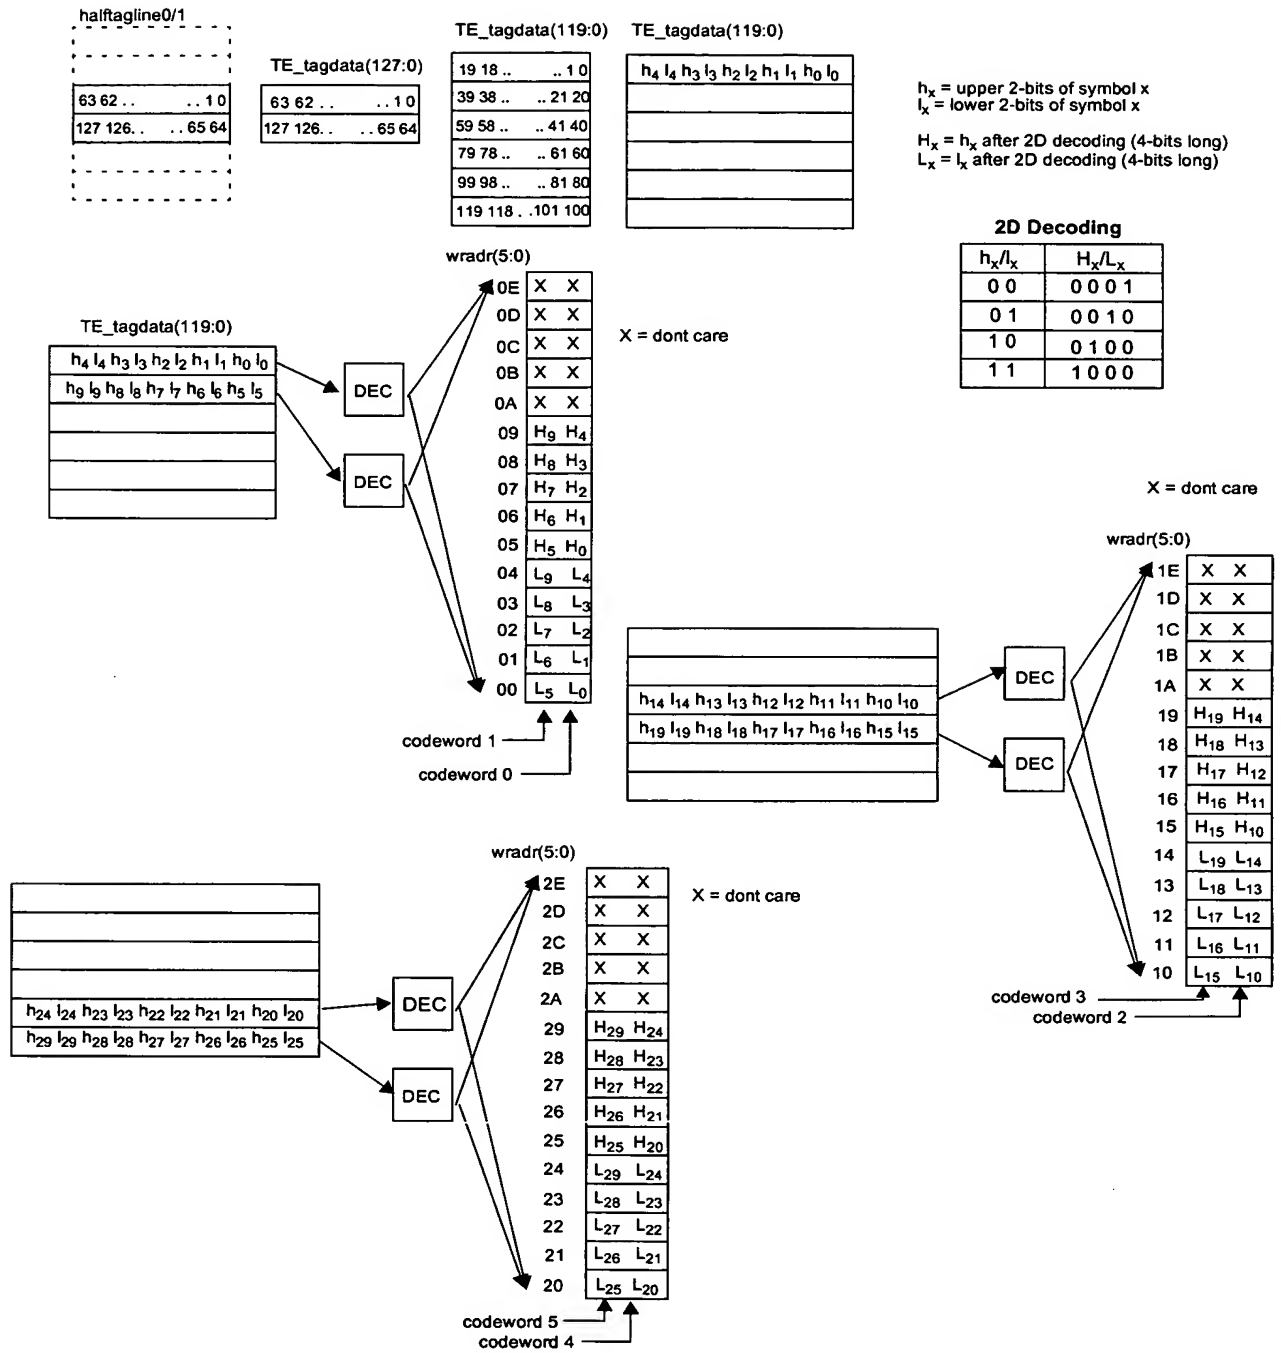 halftagline0/1
63 62 . . . . 1 0
127 126. . . . 65 64
TE_tagdata(127:0)
63 62 . . . . 1 0
127 126. . . . 65 64
TE_tagdata(119:0)
19 18 .. .. 1 0
39 38 .. .. 21 20
59 58 .. .. 41 40
79 78 .. .. 61 60
99 98 .. .. 81 80
119 118 . . 101 100
TE_tagdata(119:0)
h4 l4 h3 l3 h2 l2 h1 l1 h0 l0
hx = upper 2-bits of symbol x
lx = lower 2-bits of symbol x
Hx = hx after 2D decoding (4-bits long)
Lx = lx after 2D decoding (4-bits long)
2D Decoding
hx/lx Hx/Lx
0 0 0 0 0 1
0 1 0 0 1 0
1 0 0 1 0 0
1 1 1 0 0 0
TE_tagdata(119:0)
h4 l4 h3 l3 h2 l2 h1 l1 h0 l0
h9 l9 h8 l8 h7 l7 h6 l6 h5 l5
DEC
DEC
wradr(5:0)
0E X X
0D X X
0C X X
0B X X
0A X X
09 H9 H4
08 H8 H3
07 H7 H2
06 H6 H1
05 H5 H0
04 L9 L4
03 L8 L3
02 L7 L2
01 L6 L1
00 L5 L0
codeword 1
codeword 0
X = dont care
h14 l14 h13 l13 h12 l12 h11 l11 h10 l10
h19 l19 h18 l18 h17 l17 h16 l16 h15 l15
DEC
DEC
X = dont care
wradr(5:0)
1E X X
1D X X
1C X X
1B X X
1A X X
19 H19 H14
18 H18 H13
17 H17 H12
16 H16 H11
15 H15 H10
14 L19 L14
13 L18 L13
12 L17 L12
11 L16 L11
10 L15 L10
codeword 3
codeword 2
h24 l24 h23 l23 h22 l22 h21 l21 h20 l20
h29 l29 h28 l28 h27 l27 h26 l26 h25 l25
DEC
DEC
wradr(5:0)
2E X X
2D X X
2C X X
2B X X
2A X X
29 H29 H24
28 H28 H23
27 H27 H22
26 H26 H21
25 H25 H20
24 L29 L24
23 L28 L23
22 L27 L22
21 L26 L21
20 L25 L20
codeword 5
codeword 4
X = dont care